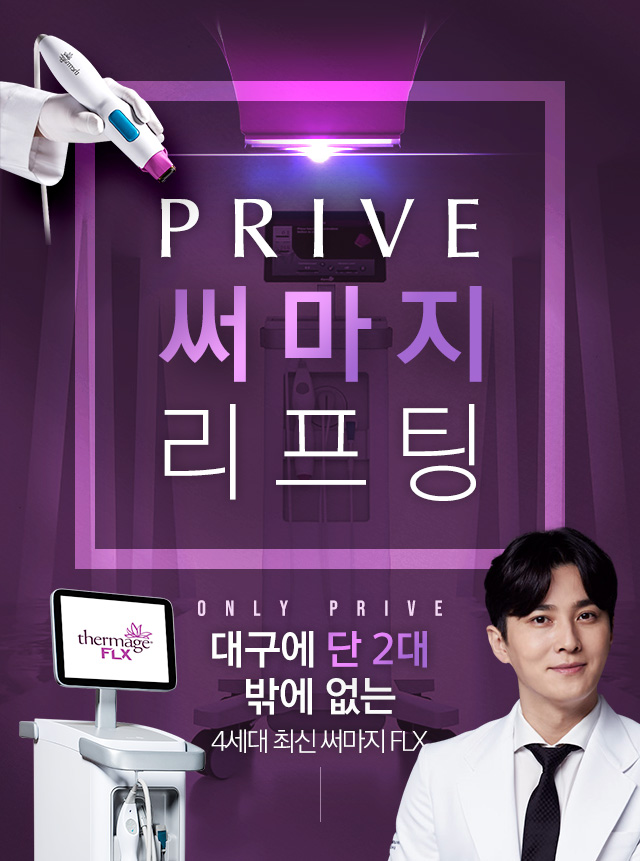 PRIVE
써마지
리프팅
ONLY PRIVE
대구에 단 2대
밖에 없는
4세대 최신 써마지 FLX
thermage
FLX